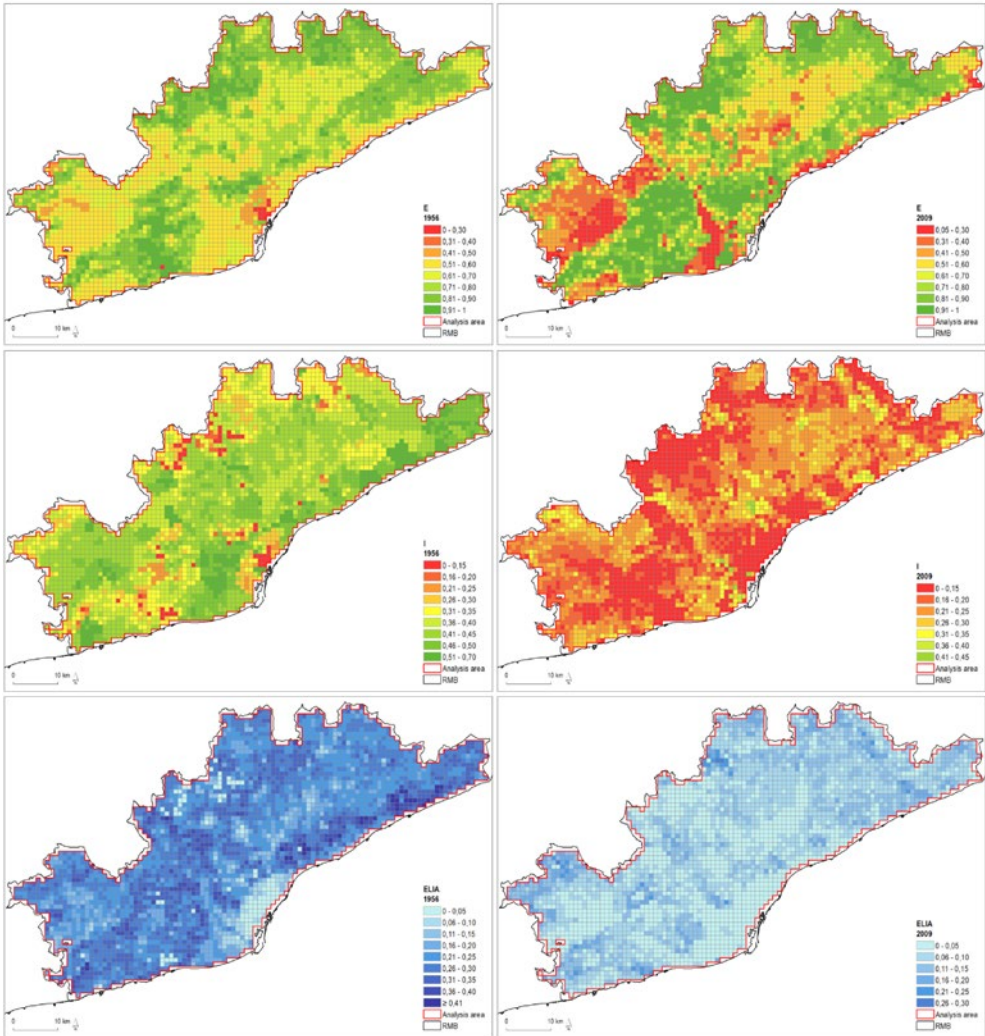 E
1956
0 - 0,30
0,31 - 0,40
0,41 - 0,50
0,51 - 0,60
0,61 - 0,70
0,71 - 0,80
0,81 - 0,90
0,91 - 1
Analysis area
RMB
0 10 km
E
2009
0,05 - 0,30
0,31 - 0,40
0,41 - 0,50
0,51 - 0,60
0,61 - 0,70
0,71 - 0,80
0,81 - 0,90
0,91 - 1
Analysis area
RMB
0 10 km
I
1956
0 - 0,15
0,16 - 0,20
0,21 - 0,25
0,26 - 0,30
0,31 - 0,35
0,36 - 0,40
0,41 - 0,45
0,46 - 0,50
0,51 - 0,70
Analysis area
RMB
0 10 km
I
2009
0 - 0,15
0,16 - 0,20
0,21 - 0,25
0,26 - 0,30
0,31 - 0,35
0,36 - 0,40
0,41 - 0,45
Analysis area
RMB
0 10 km
ELIA
1956
0 - 0,05
0,06 - 0,10
0,11 - 0,15
0,16 - 0,20
0,21 - 0,25
0,26 - 0,30
0,31 - 0,35
0,36 - 0,40
≥ 0,41
Analysis area
RMB
0 10 km
ELIA
2009
0 - 0,05
0,06 - 0,10
0,11 - 0,15
0,16 - 0,20
0,21 - 0,25
0,26 - 0,30
Analysis area
RMB
0 10 km